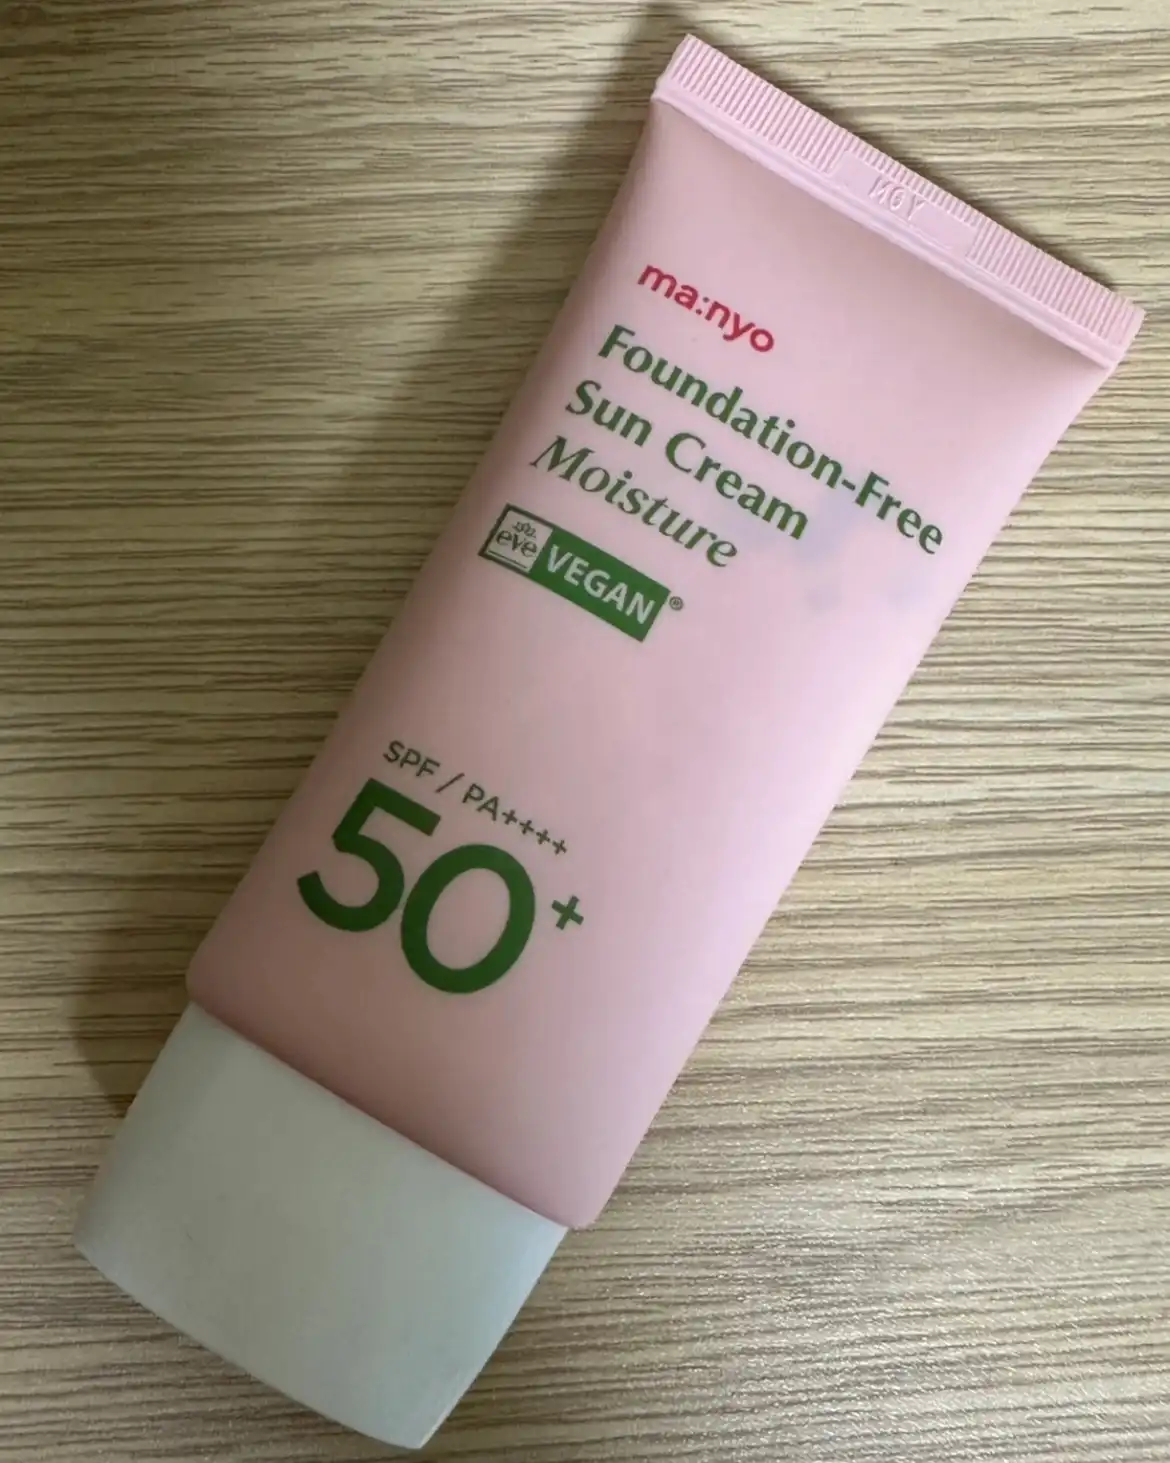 ma:nyo
Foundation-Free
Sun Cream
Moisture
eve VEGAN®
SPF / PA++++
50+